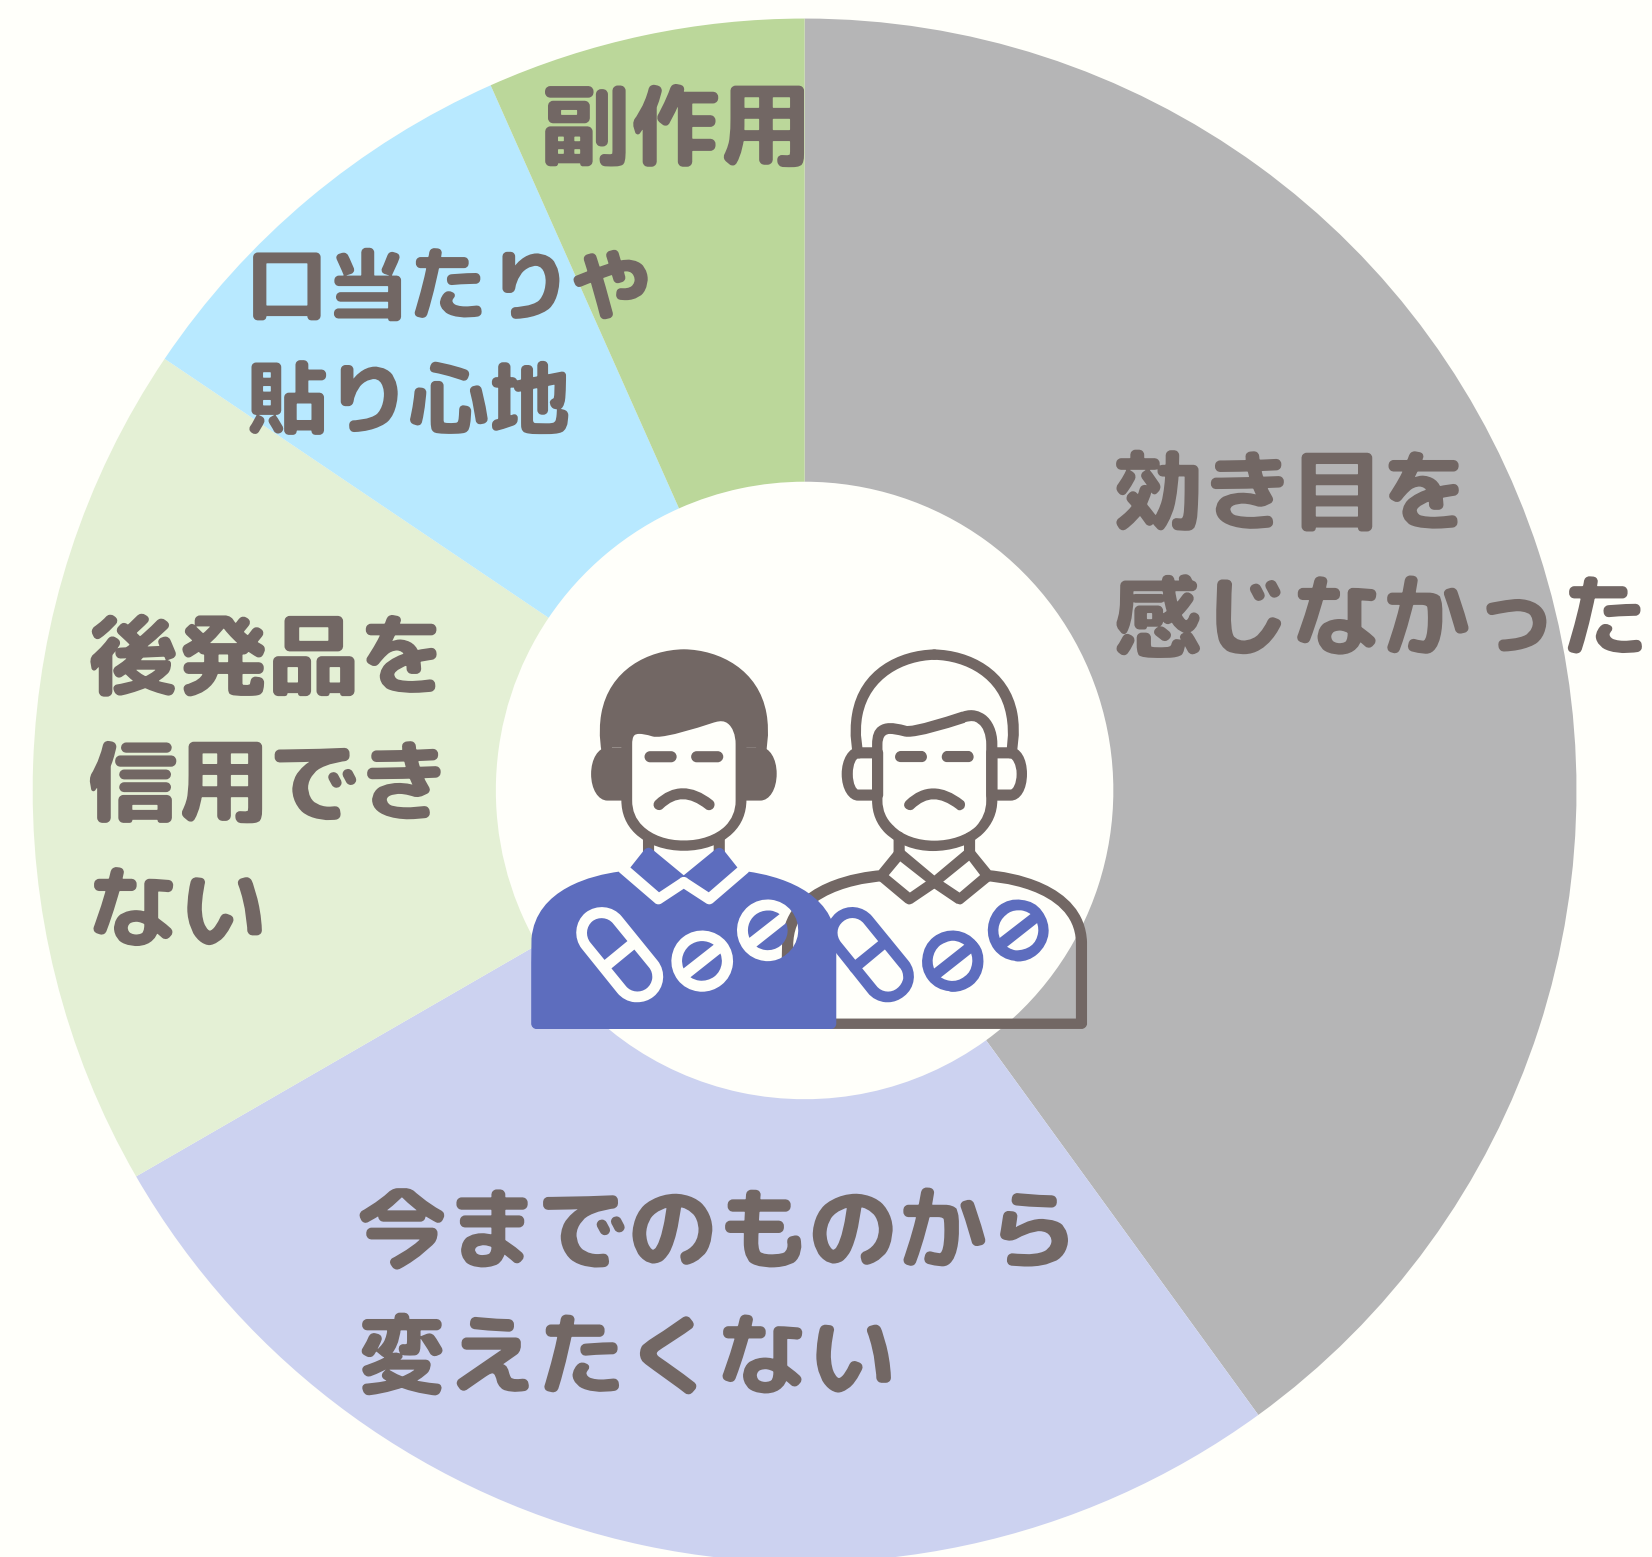 副作用
口当たりや
貼り心地
効き目を
感じなかった
後発品を
信用でき
ない
今までのものから
変えたくない